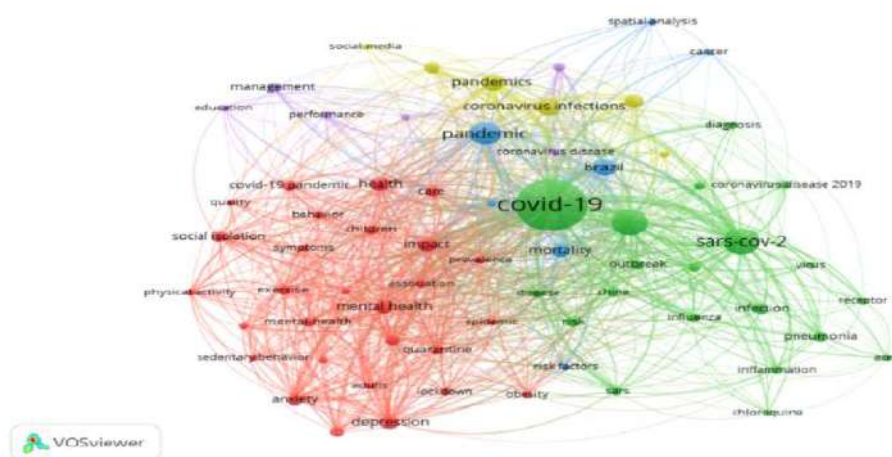 spatial analysis
social media
cancer
pandemics
management
coronavirus infections
education
performance
diagnosis
pandemic
coronavirus disease
brazil
covid-19 pandemic
health
care
coronavirus disease 2019
quality
covid-19
behavior
children
social isolation
impact
sars-cov-2
symptoms
mortality
prevalence
outbreak
virus
physical activity
exercise
association
disease
china
receptor
mental health
infection
mental-health
epidemic
risk
influenza
pneumonia
sedentary behavior
quarantine
risk factors
inflammation
adults
anxiety
lockdown
obesity
sars
chloroquine
depression
VOSviewer